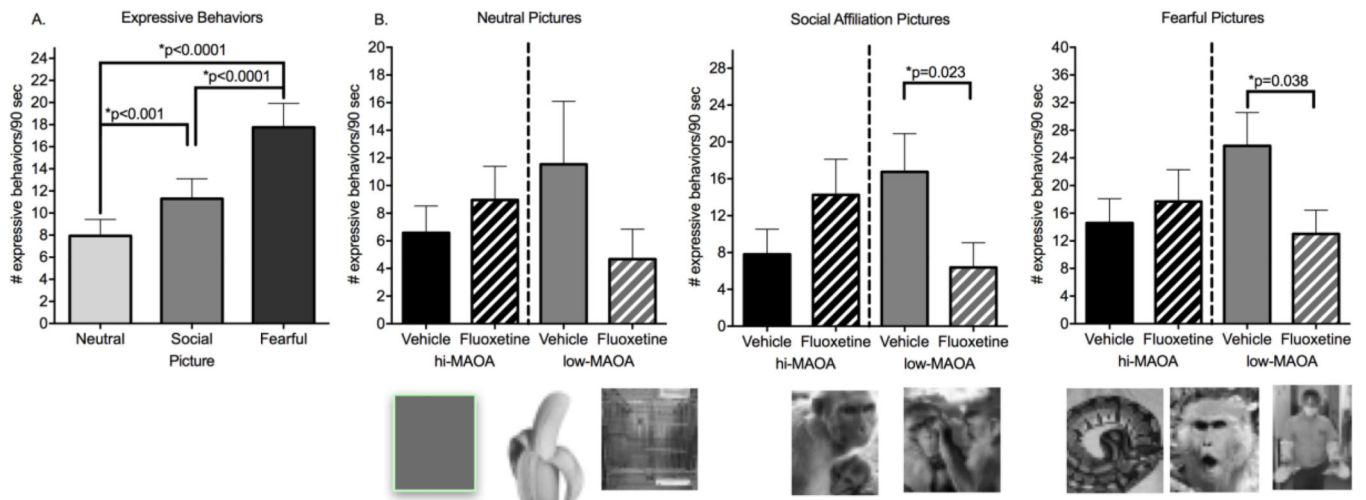 A.
Expressive Behaviors
# expressive behaviors/90 sec
24
22
20
18
16
14
12
10
8
6
4
2
0
*p<0.0001
*p<0.0001
*p<0.001
Neutral Social Fearful
Picture
B.
Neutral Pictures
# expressive behaviors/90 sec
20
18
16
14
12
10
8
6
4
2
0
Vehicle Fluoxetine Vehicle Fluoxetine
hi-MAOA low-MAOA
Social Affiliation Pictures
# expressive behaviors/90 sec
28
24
20
16
12
8
4
0
*p=0.023
Vehicle Fluoxetine Vehicle Fluoxetine
hi-MAOA low-MAOA
Fearful Pictures
# expressive behaviors/90 sec
40
36
32
28
24
20
16
12
8
4
0
*p=0.038
Vehicle Fluoxetine Vehicle Fluoxetine
hi-MAOA low-MAOA